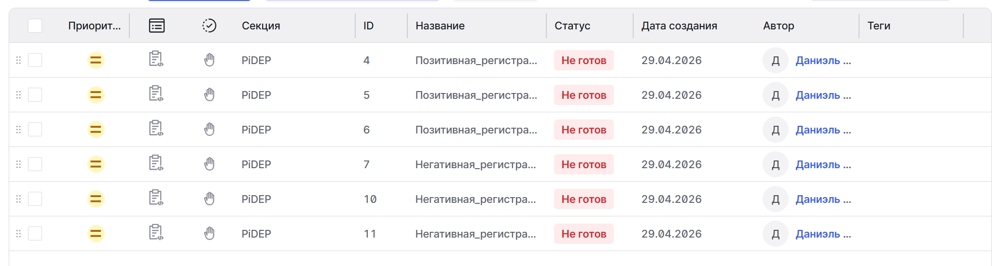 Приорит... Секция ID Название Статус Дата создания Автор Теги
PiDEP 4 Позитивная_регистра... Не готов 29.04.2026 Д Даниэль ...
PiDEP 5 Позитивная_регистра... Не готов 29.04.2026 Д Даниэль ...
PiDEP 6 Позитивная_регистра... Не готов 29.04.2026 Д Даниэль ...
PiDEP 7 Негативная_регистра... Не готов 29.04.2026 Д Даниэль ...
PiDEP 10 Негативная_регистра... Не готов 29.04.2026 Д Даниэль ...
PiDEP 11 Негативная_регистра... Не готов 29.04.2026 Д Даниэль ...